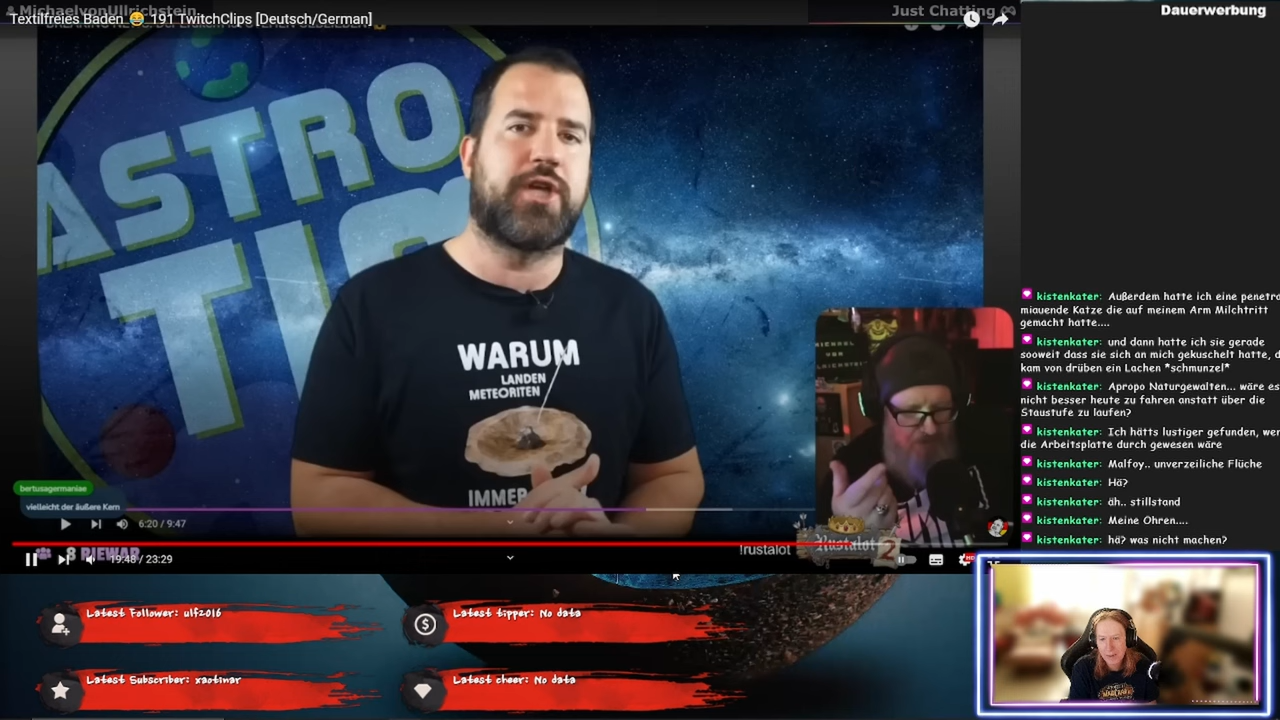 MichaelvonUllrichstein
Just Chatting
Textilfreies Baden 😂 191 TwitchClips [Deutsch/German]
Dauerwerbung
ASTRO
WARUM
LANDEN
METEORITEN
IMMER
bertusagermaniae
vielleicht der äußere Kern
6:20 / 9:47
!rustalot
Rustalot 2
19:48 / 23:29
kistenkater: Außerdem hatte ich eine penetra
miauende Katze die auf meinem Arm Milchtritt
gemacht hatte....
kistenkater: und dann hatte ich sie gerade
sooweit dass sie sich an mich gekuschelt hatte, d
kam von drüben ein Lachen *schmunzel*
kistenkater: Apropo Naturgewalten... wäre es
nicht besser heute zu fahren anstatt über die
Staustufe zu laufen?
kistenkater: Ich hätts lustiger gefunden, wer
die Arbeitsplatte durch gewesen wäre
kistenkater: Malfoy.. unverzeiliche Flüche
kistenkater: Hä?
kistenkater: äh.. stillstand
kistenkater: Meine Ohren....
kistenkater: hä? was nicht machen?
Latest Follower: ulf2016
Latest tipper: No data
Latest Subscriber: xaotinar
Latest cheer: No data